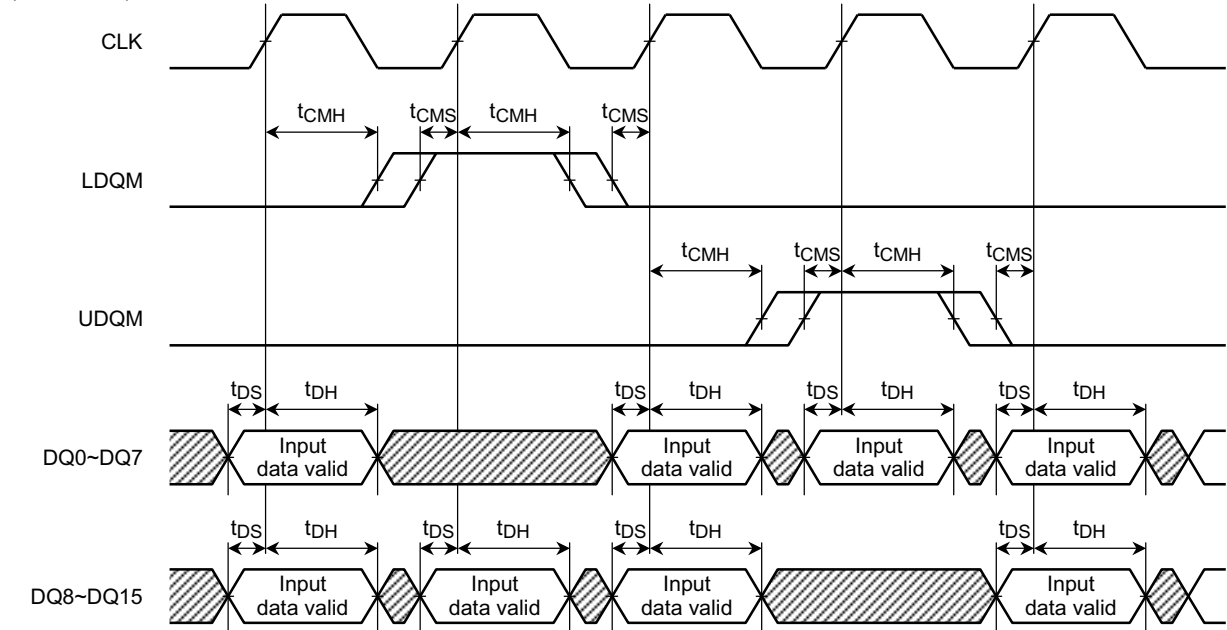 CLK
tCMH tCMS tCMH tCMS
LDQM
tCMH tCMS tCMH tCMS
UDQM
tDS tDH tDS tDH tDS tDH tDS tDH
DQ0~DQ7
Input Input Input Input
data valid data valid data valid data valid
tDS tDH tDS tDH tDS tDH tDS tDH
DQ8~DQ15
Input Input Input Input
data valid data valid data valid data valid